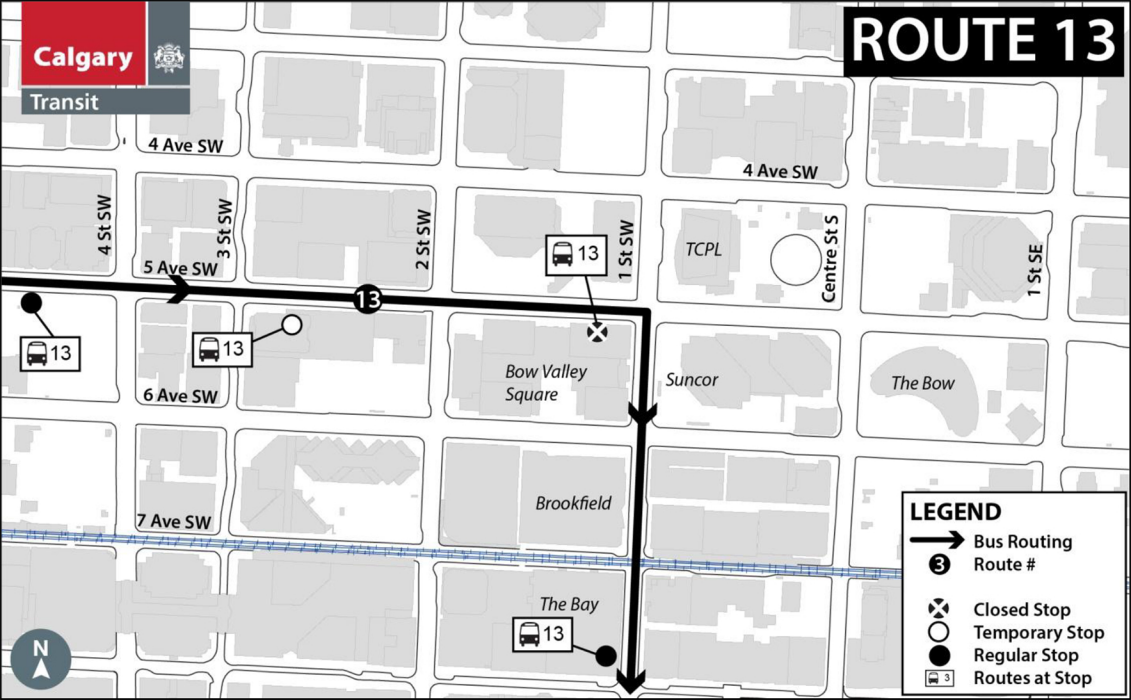 Calgary
Transit
ROUTE 13
4 Ave SW
4 Ave SW
4 St SW
3 St SW
2 St SW
1 St SW
Centre St S
1 St SE
TCPL
13
5 Ave SW
13
13
13
6 Ave SW
Bow Valley
Square
Suncor
The Bow
Brookfield
7 Ave SW
The Bay
13
N
LEGEND
Bus Routing
3 Route #
Closed Stop
Temporary Stop
Regular Stop
3 Routes at Stop